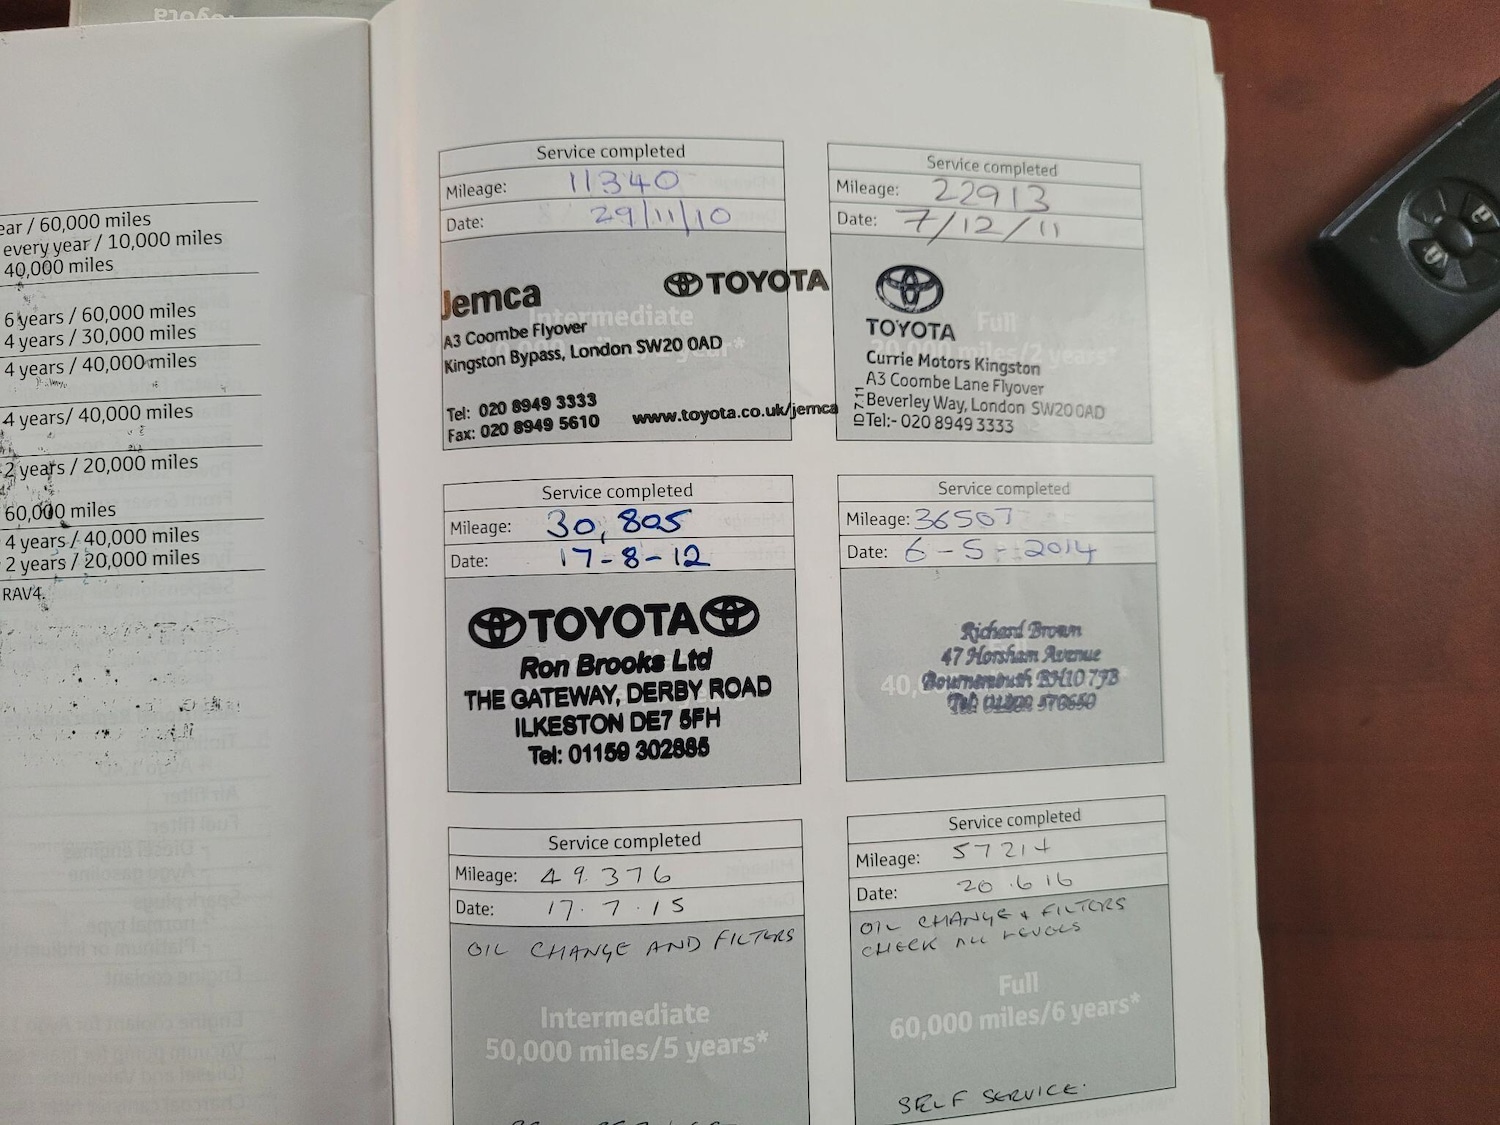 ear / 60,000 miles
every year / 10,000 miles
40,000 miles
6 years / 60,000 miles
4 years / 30,000 miles
4 years / 40,000 miles
4 years/ 40,000 miles
2 years / 20,000 miles
60,000 miles
4 years / 40,000 miles
2 years / 20,000 miles
RAV4.
Service completed
Mileage: 11340
Date: 29/11/10
Jemca TOYOTA
Intermediate
A3 Coombe Flyover
Kingston Bypass, London SW20 0AD
Tel: 020 8949 3333
Fax: 020 8949 5610 www.toyota.co.uk/jemca
Service completed
Mileage: 22913
Date: 7/12/11
TOYOTA
Full
20,000 miles/2 years*
Currie Motors Kingston
A3 Coombe Lane Flyover
Beverley Way, London SW20 0AD
Tel:- 020 8949 3333
Service completed
Mileage: 30,805
Date: 17-8-12
TOYOTA
Ron Brooks Ltd
THE GATEWAY, DERBY ROAD
ILKESTON DE7 5FH
Tel: 01159 302885
Service completed
Mileage: 36507
Date: 6-5-2014
Richard Brown
47 Horsham Avenue
Bournemouth BH10 7JB
Tel:
Service completed
Mileage: 49376
Date: 17.7.15
OIL CHANGE AND FILTERS
Intermediate
50,000 miles/5 years*
Service completed
Mileage: 57214
Date: 20.6.16
OIL CHANGE & FILTERS
CHECK ALL LEVELS
Full
60,000 miles/6 years*
SELF SERVICE.